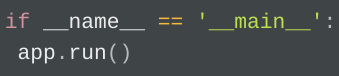 if __name__ == '__main__':
 app.run()